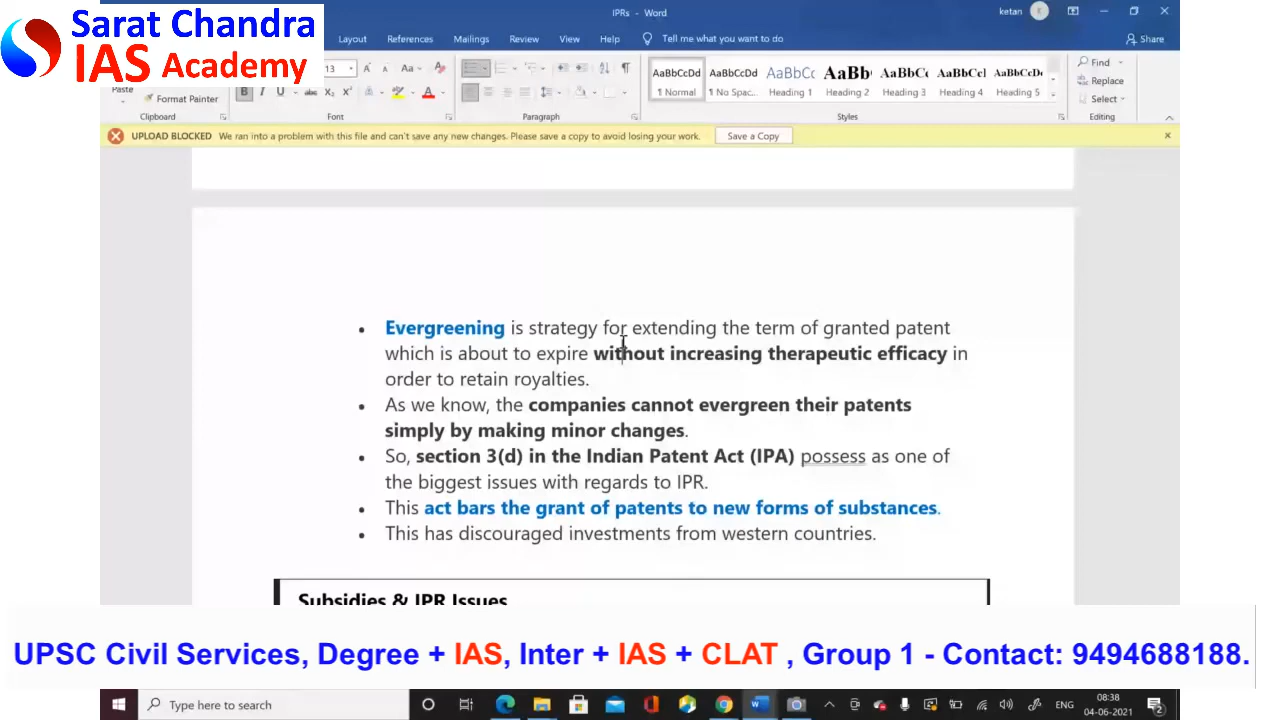 Sarat Chandra
IAS Academy
IPRs - Word
ketan
Layout References Mailings Review View Help Tell me what you want to do Share
Paste
Format Painter
13
Aa
B I U abc X₂ X² A
AaBbCcDd AaBbCcDd AaBbCc AaBb AaBbCc AaBbCcl AaBbCcDc
1 Normal 1 No Spac... Heading 1 Heading 2 Heading 3 Heading 4 Heading 5
Find
Replace
Select
Clipboard Font Paragraph Styles Editing
UPLOAD BLOCKED We ran into a problem with this file and can't save any new changes. Please save a copy to avoid losing your work. Save a Copy
• Evergreening is strategy for extending the term of granted patent
which is about to expire without increasing therapeutic efficacy in
order to retain royalties.
• As we know, the companies cannot evergreen their patents
simply by making minor changes.
• So, section 3(d) in the Indian Patent Act (IPA) possess as one of
the biggest issues with regards to IPR.
• This act bars the grant of patents to new forms of substances.
• This has discouraged investments from western countries.
Subsidies & IPR Issues
UPSC Civil Services, Degree + IAS, Inter + IAS + CLAT , Group 1 - Contact: 9494688188.
Type here to search
ENG
08:38
04-06-2021
2